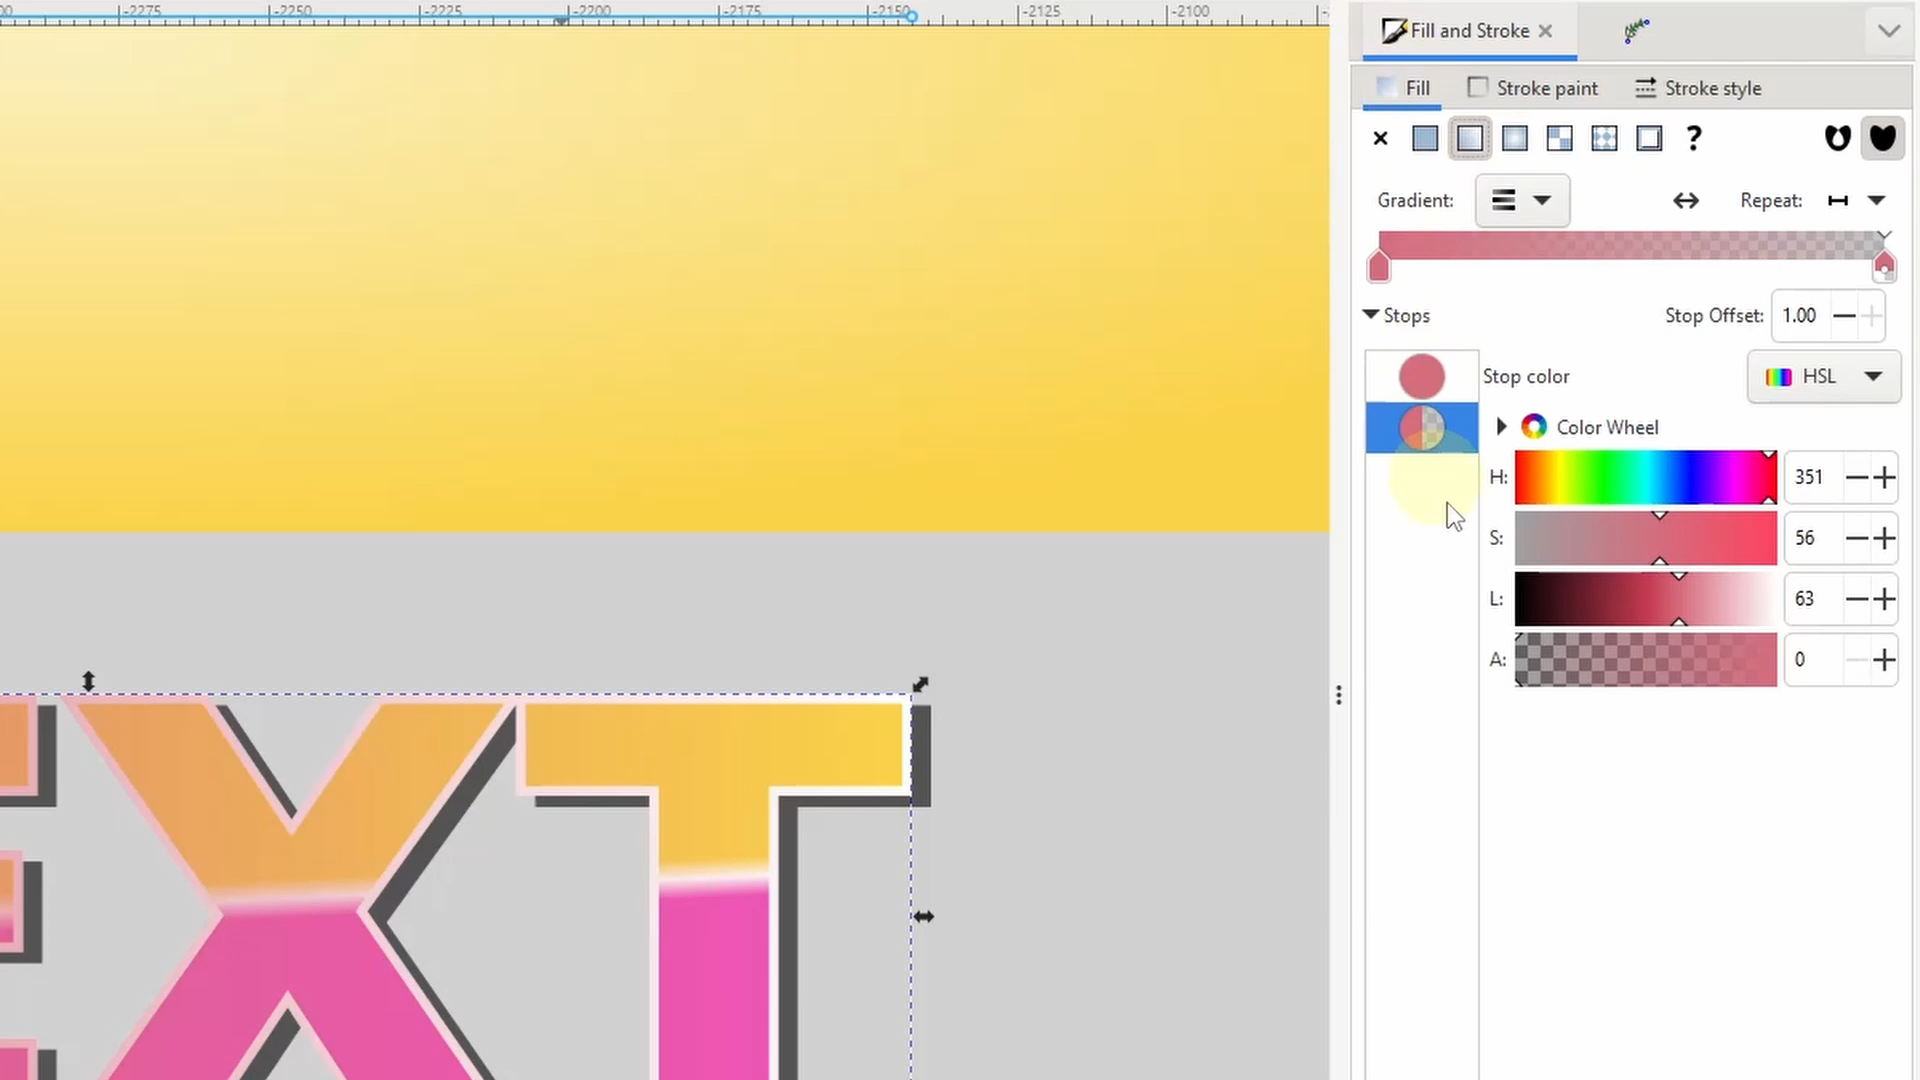 -2275 -2250 -2225 -2200 -2175 -2150 -2125 -2100
Fill and Stroke
Fill Stroke paint Stroke style
?
Gradient: Repeat:
Stops Stop Offset: 1.00
Stop color HSL
Color Wheel
H: 351
S: 56
L: 63
A: 0
EXT